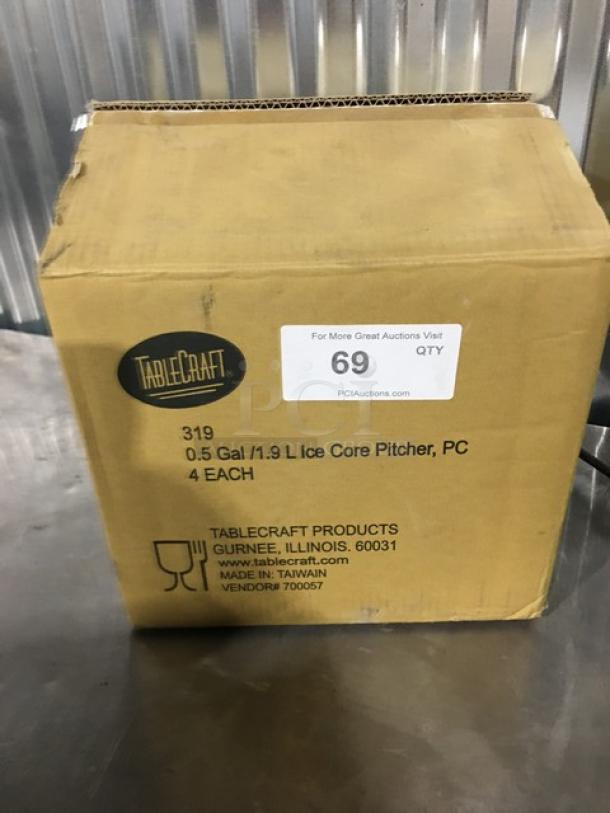 For More Great Auctions Visit
69
QTY
PCIAuctions.com
TABLECRAFT®
PCI
319
0.5 Gal /1.9 L Ice Core Pitcher, PC
4 EACH
TABLECRAFT PRODUCTS
GURNEE, ILLINOIS. 60031
www.tablecraft.com
MADE IN: TAIWAIN
VENDOR# 700057